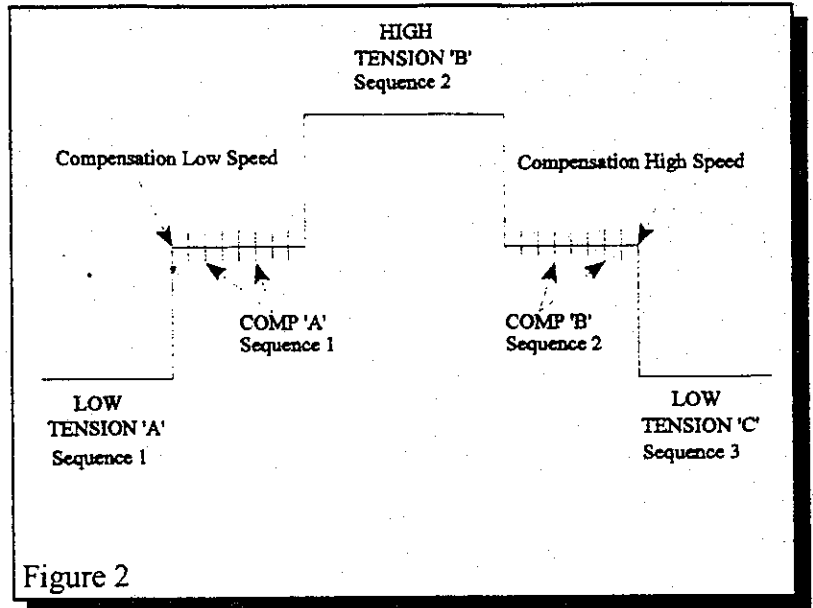 HIGH
TENSION 'B'
Sequence 2
Compensation Low Speed
Compensation High Speed
COMP 'A'
Sequence 1
COMP 'B'
Sequence 2
LOW
TENSION 'A'
Sequence 1
LOW
TENSION 'C'
Sequence 3
Figure 2